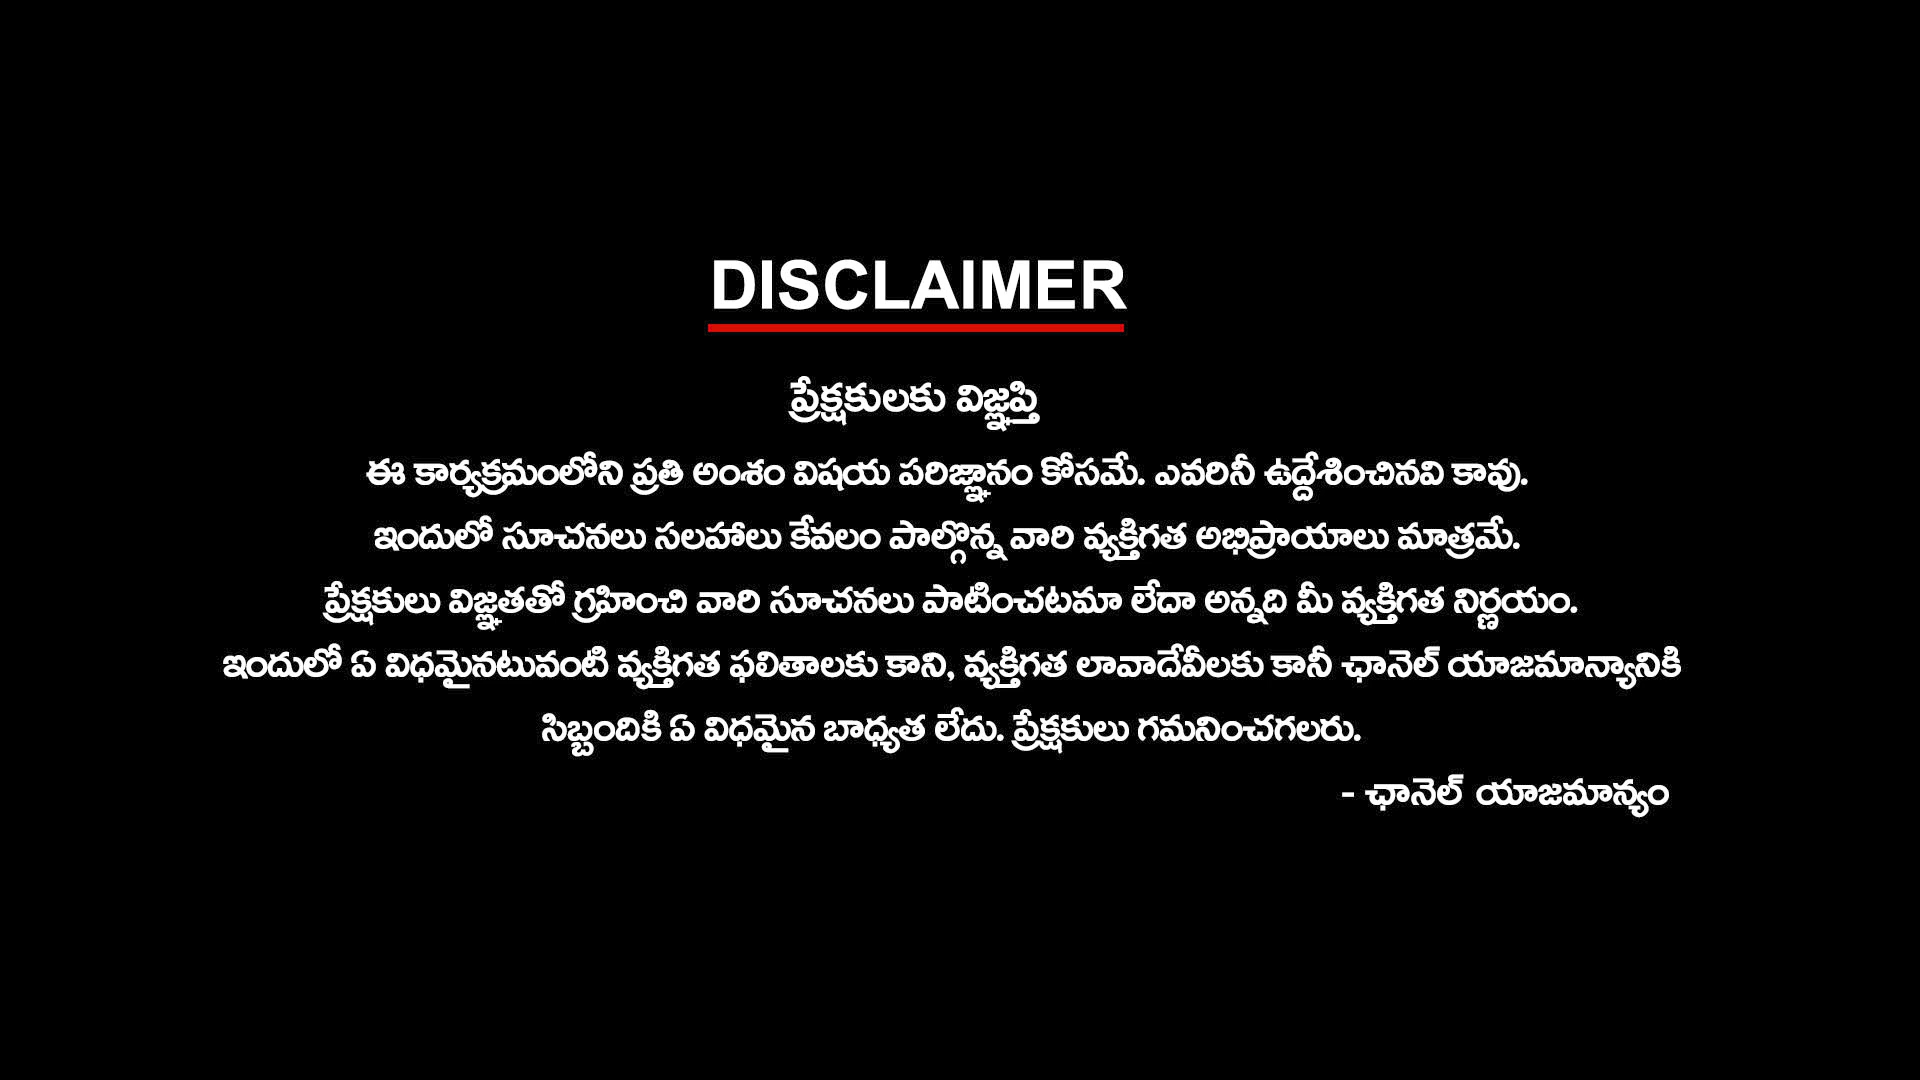 DISCLAIMER
ప్రేక్షకులకు విజ్ఞప్తి
ఈ కార్యక్రమంలోని ప్రతి అంశం విషయ పరిజ్ఞానం కోసమే. ఎవరినీ ఉద్దేశించినవి కావు.
ఇందులో సూచనలు సలహాలు కేవలం పాల్గొన్న వారి వ్యక్తిగత అభిప్రాయాలు మాత్రమే.
ప్రేక్షకులు విజ్ఞతతో గ్రహించి వారి సూచనలు పాటించటమా లేదా అన్నది మీ వ్యక్తిగత నిర్ణయం.
ఇందులో ఏ విధమైనటువంటి వ్యక్తిగత ఫలితాలకు కాని, వ్యక్తిగత లావాదేవీలకు కానీ ఛానెల్ యాజమాన్యానికి
సిబ్బందికి ఏ విధమైన బాధ్యత లేదు. ప్రేక్షకులు గమనించగలరు.
- ఛానెల్ యాజమాన్యం